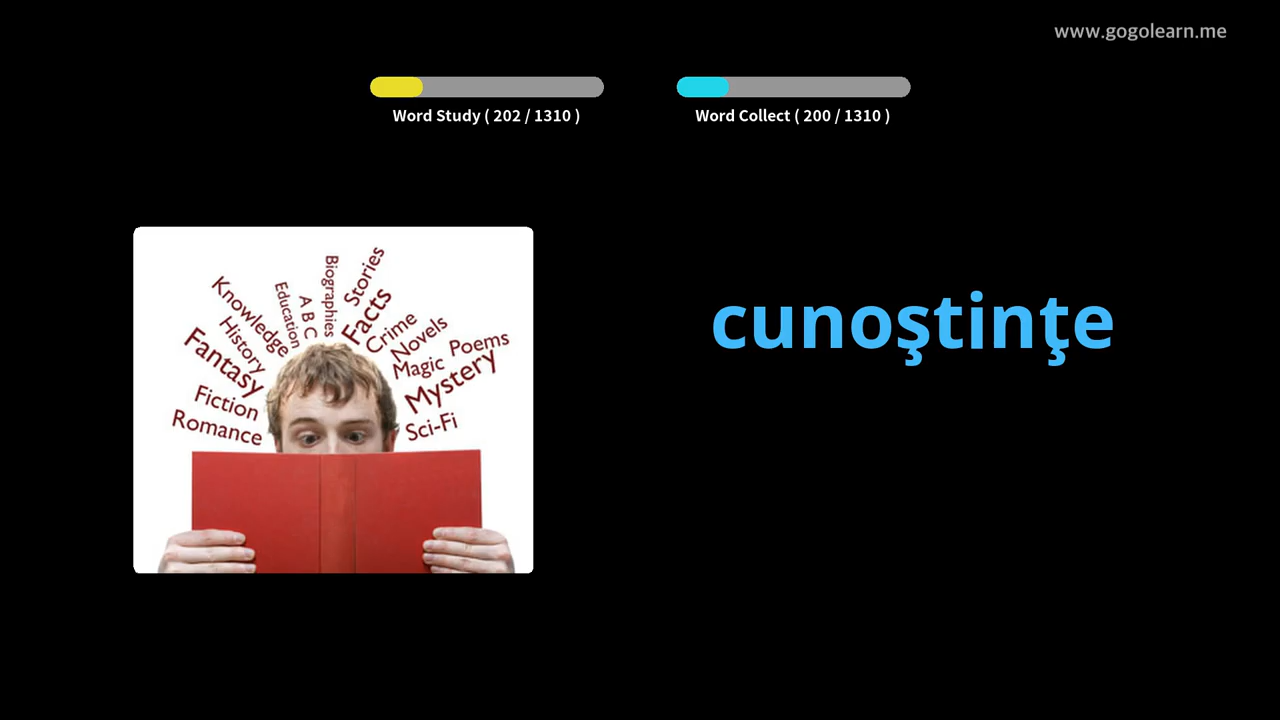 www.gogolearn.me
Word Study ( 202 / 1310 )
Word Collect ( 200 / 1310 )
cunoştinţe
Knowledge
Education
A B C
Biographies
Stories
Facts
History
Crime
Novels
Poems
Fantasy
Magic
Mystery
Fiction
Romance
Sci-Fi